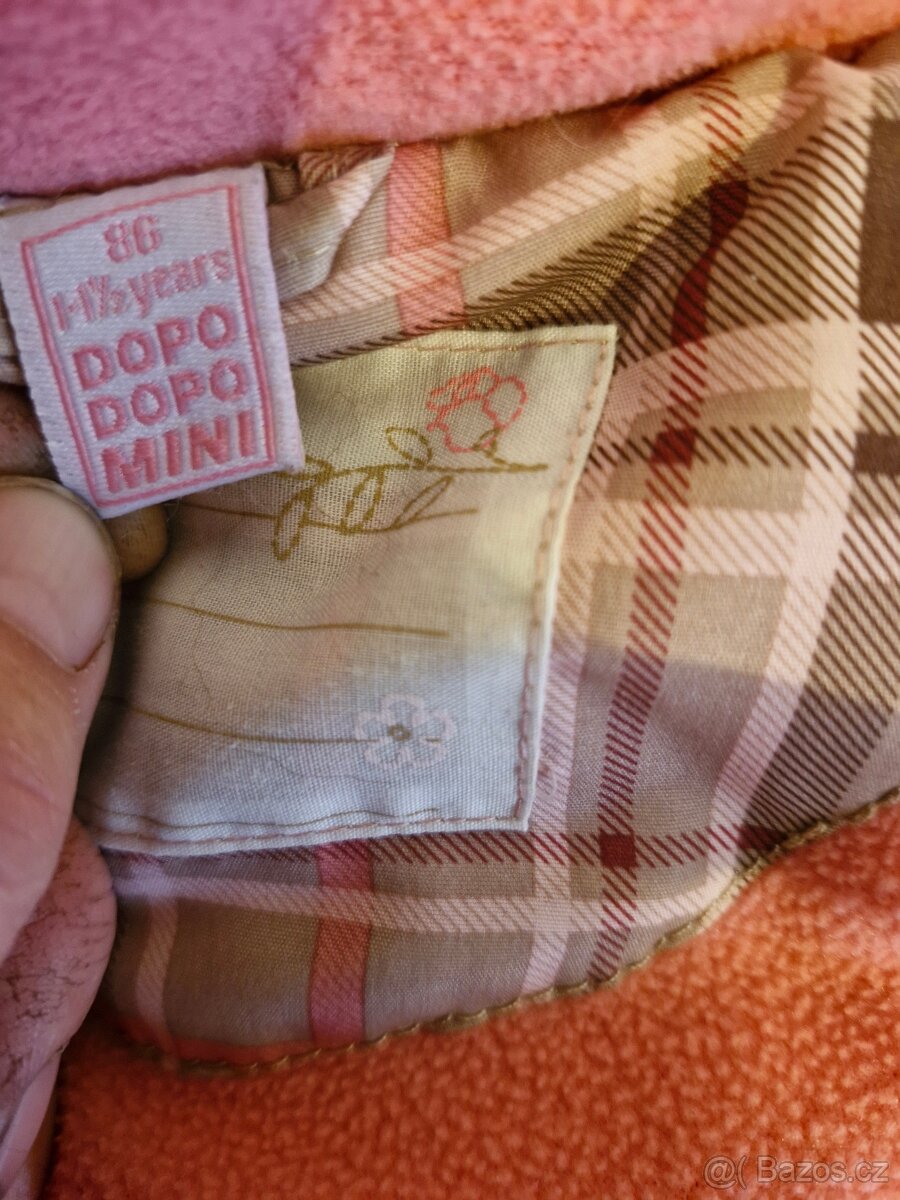 86
1-1½ years
DOPO
DOPO
MINI
@( Bazos.cz